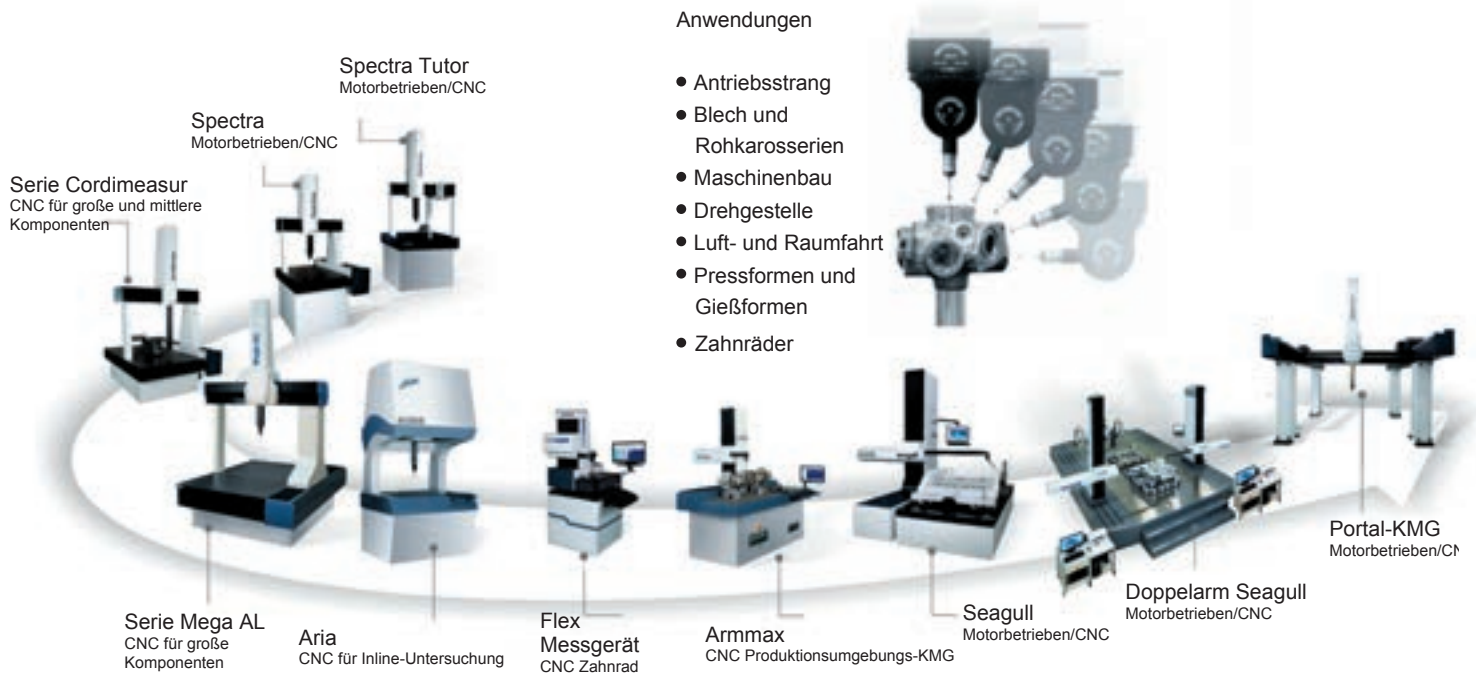 Anwendungen
• Antriebsstrang
• Blech und
Rohkarosserien
• Maschinenbau
• Drehgestelle
• Luft- und Raumfahrt
• Pressformen und
Gießformen
• Zahnräder
Spectra Tutor
Motorbetrieben/CNC
Spectra
Motorbetrieben/CNC
Serie Cordimeasur
CNC für große und mittlere
Komponenten
Serie Mega AL
CNC für große
Komponenten
Aria
CNC für Inline-Untersuchung
Flex
Messgerät
CNC Zahnrad
Armmax
CNC Produktionsumgebungs-KMG
Seagull
Motorbetrieben/CNC
Doppelarm Seagull
Motorbetrieben/CNC
Portal-KMG
Motorbetrieben/CN